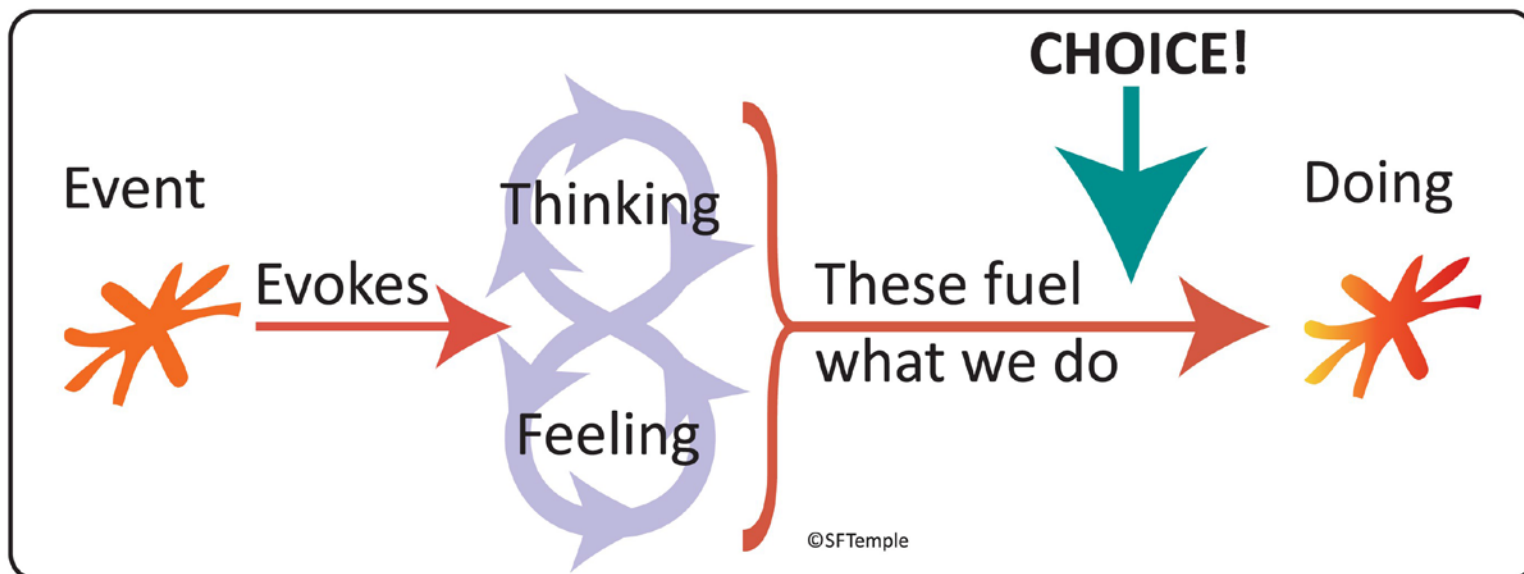 CHOICE!
Event
Thinking
Doing
Evokes
These fuel
what we do
Feeling
©SFTemple